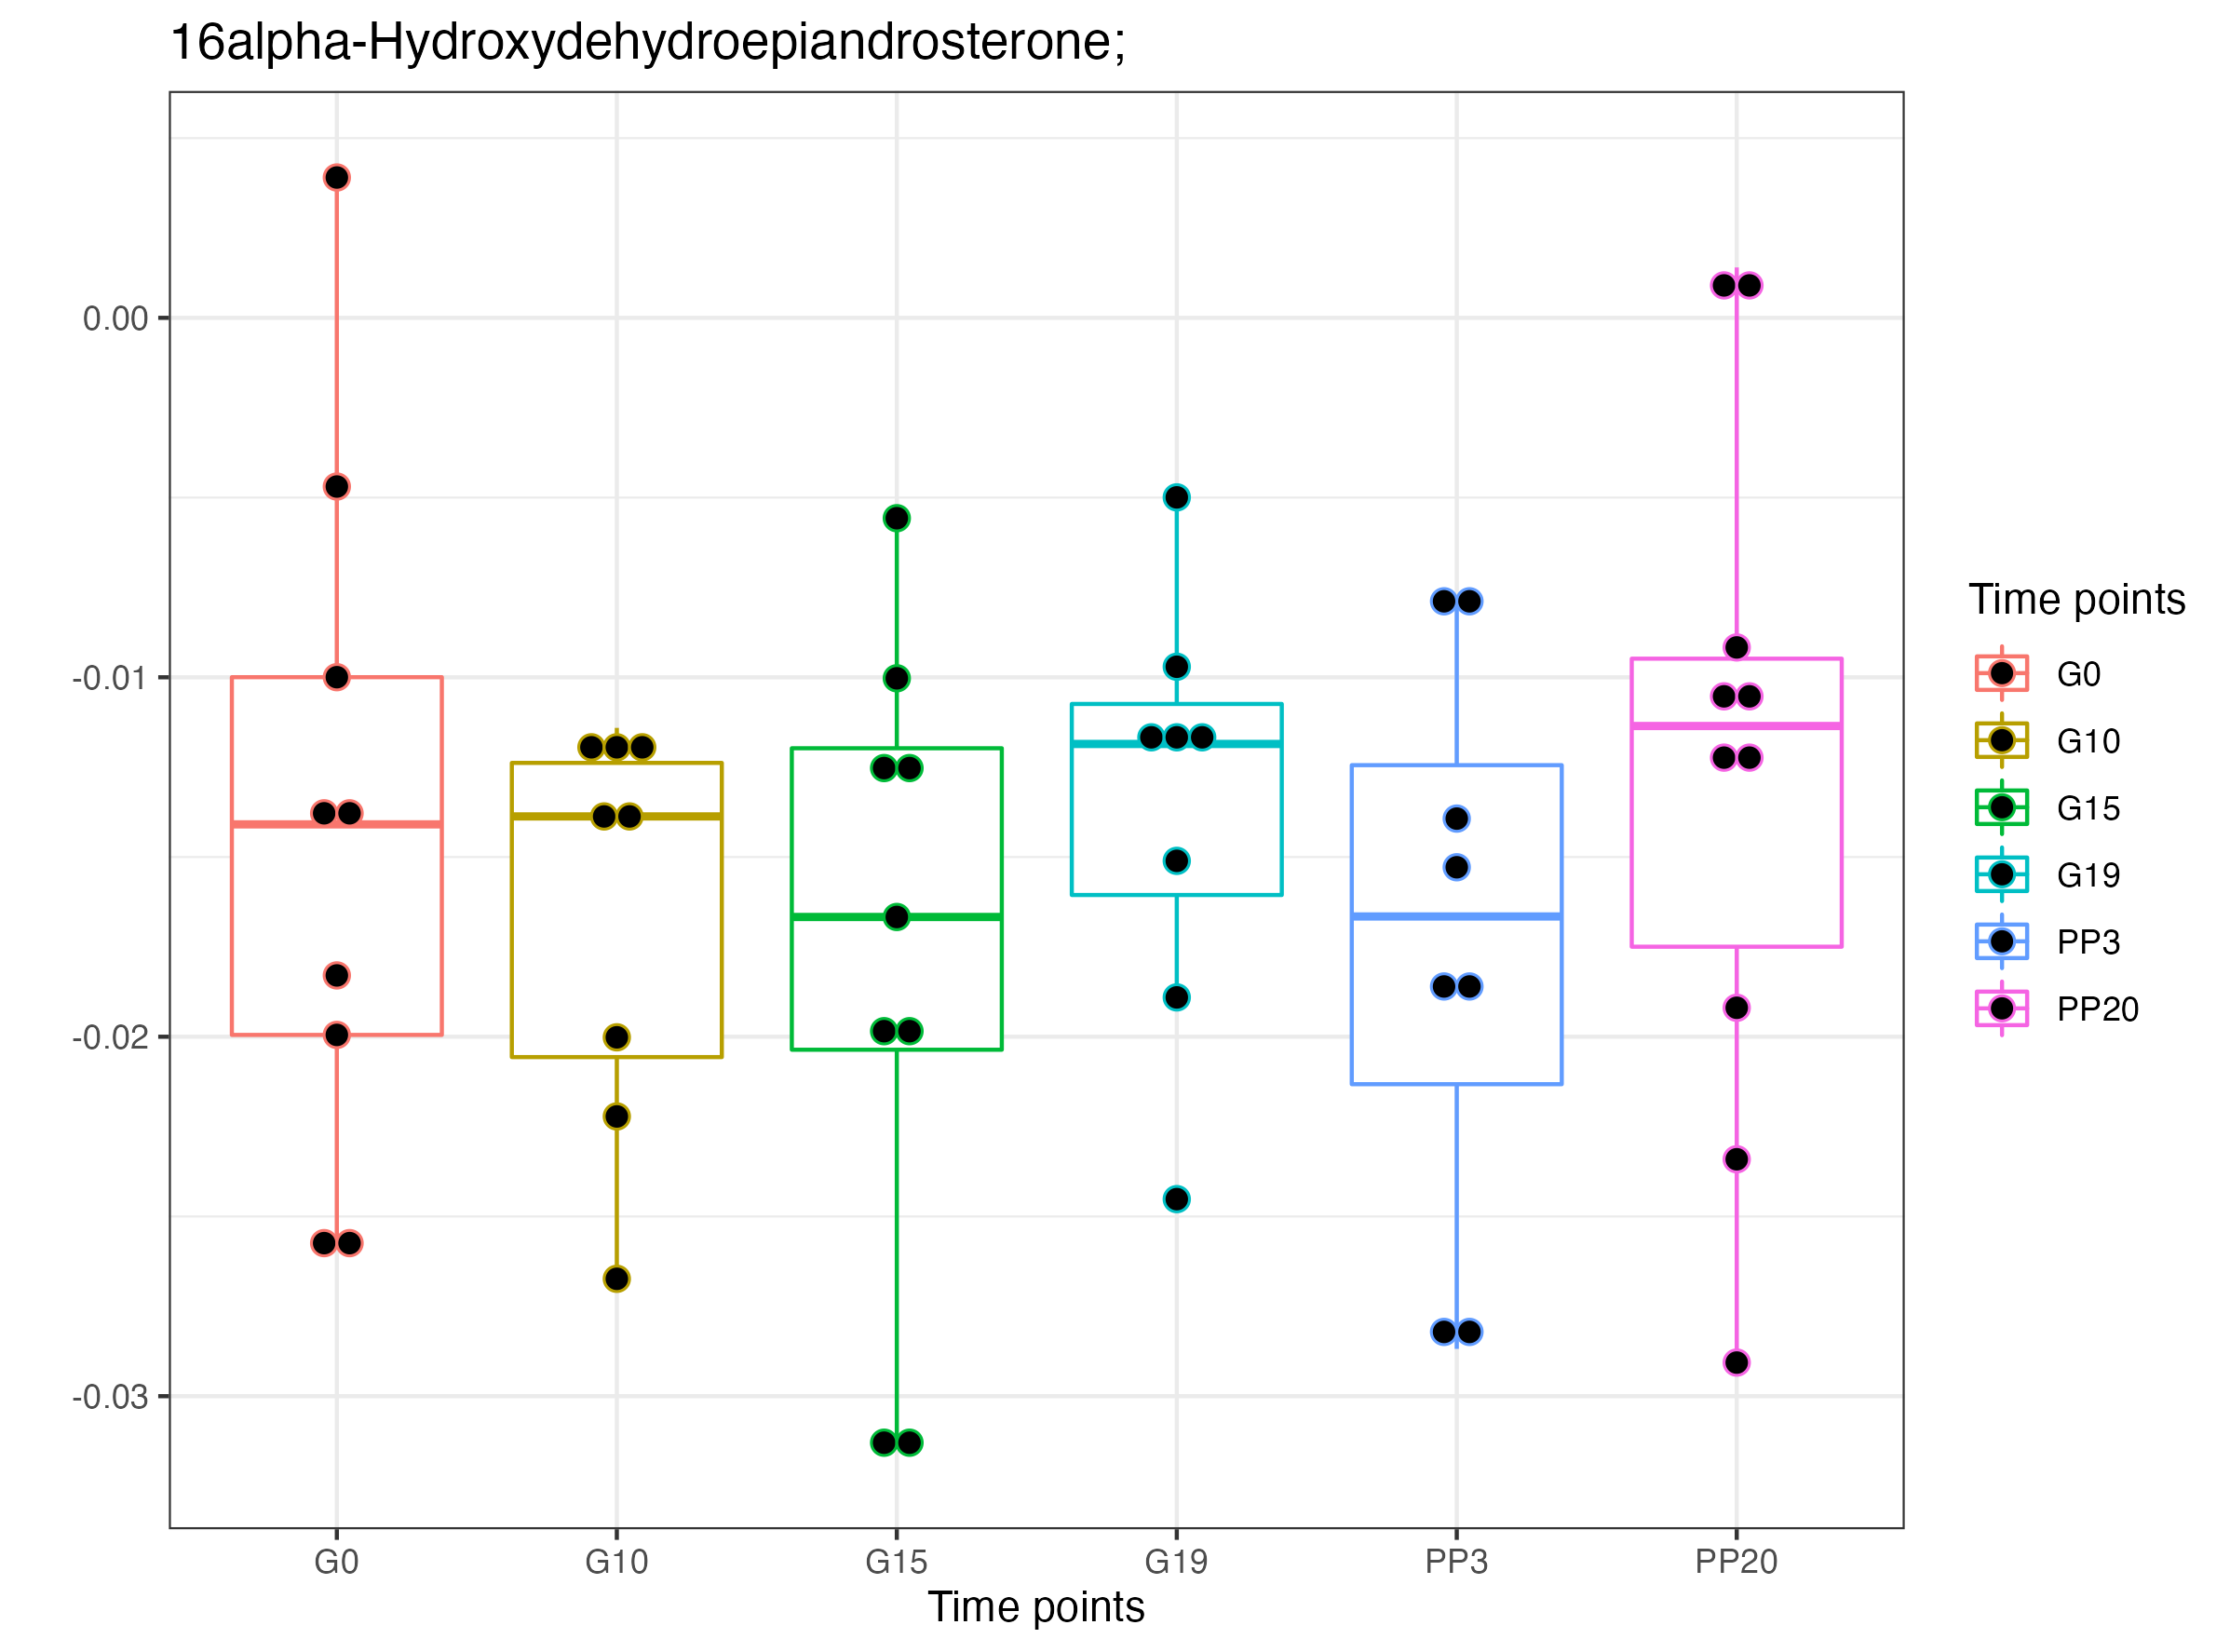 16alpha-Hydroxydehydroepiandrosterone;
0.00
-0.01
-0.02
-0.03
G0 G10 G15 G19 PP3 PP20
Time points
Time points
G0
G10
G15
G19
PP3
PP20